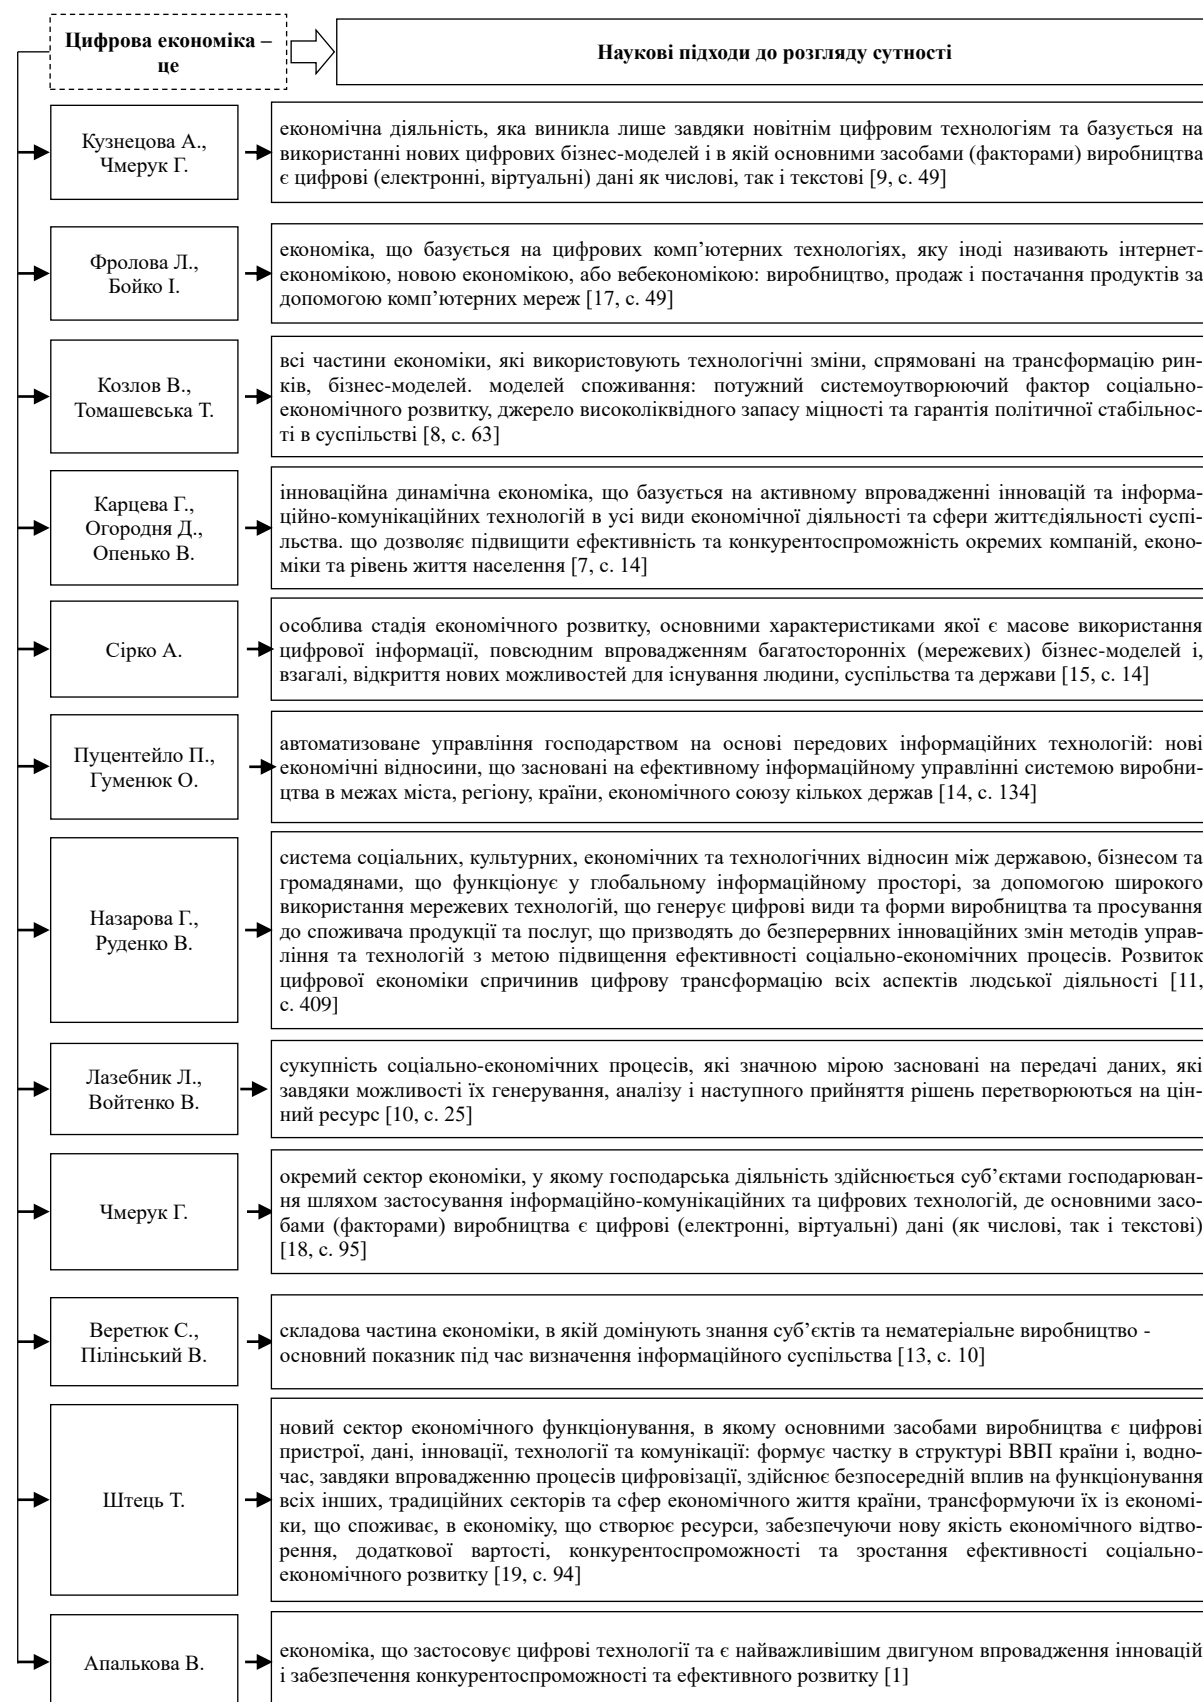 Цифрова економіка –
це
Наукові підходи до розгляду сутності
Кузнецова А.,
Чмерук Г.
економічна діяльність, яка виникла лише завдяки новітнім цифровим технологіям та базується на
використанні нових цифрових бізнес-моделей і в якій основними засобами (факторами) виробництва
є цифрові (електронні, віртуальні) дані як числові, так і текстові [9, с. 49]
Фролова Л.,
Бойко І.
економіка, що базується на цифрових комп’ютерних технологіях, яку іноді називають інтернет-
економікою, новою економікою, або вебекономікою: виробництво, продаж і постачання продуктів за
допомогою комп’ютерних мереж [17, с. 49]
Козлов В.,
Томашевська Т.
всі частини економіки, які використовують технологічні зміни, спрямовані на трансформацію рин-
ків, бізнес-моделей. моделей споживання: потужний системоутворюючий фактор соціально-
економічного розвитку, джерело високоліквідного запасу міцності та гарантія політичної стабільнос-
ті в суспільстві [8, с. 63]
Карцева Г.,
Огородня Д.,
Опенько В.
інноваційна динамічна економіка, що базується на активному впровадженні інновацій та інформа-
ційно-комунікаційних технологій в усі види економічної діяльності та сфери життєдіяльності суспі-
льства. що дозволяє підвищити ефективність та конкурентоспроможність окремих компаній, еконо-
міки та рівень життя населення [7, с. 14]
Сірко А.
особлива стадія економічного розвитку, основними характеристиками якої є масове використання
цифрової інформації, повсюдним впровадженням багатосторонніх (мережевих) бізнес-моделей і,
взагалі, відкриття нових можливостей для існування людини, суспільства та держави [15, с. 14]
Пуцентейло П.,
Гуменюк О.
автоматизоване управління господарством на основі передових інформаційних технологій: нові
економічні відносини, що засновані на ефективному інформаційному управлінні системою виробни-
цтва в межах міста, регіону, країни, економічного союзу кількох держав [14, с. 134]
Назарова Г.,
Руденко В.
система соціальних, культурних, економічних та технологічних відносин між державою, бізнесом та
громадянами, що функціонує у глобальному інформаційному просторі, за допомогою широкого
використання мережевих технологій, що генерує цифрові види та форми виробництва та просування
до споживача продукції та послуг, що призводять до безперервних інноваційних змін методів управ-
ління та технологій з метою підвищення ефективності соціально-економічних процесів. Розвиток
цифрової економіки спричинив цифрову трансформацію всіх аспектів людської діяльності [11,
с. 409]
Лазебник Л.,
Войтенко В.
сукупність соціально-економічних процесів, які значною мірою засновані на передачі даних, які
завдяки можливості їх генерування, аналізу і наступного прийняття рішень перетворюються на цін-
ний ресурс [10, с. 25]
Чмерук Г.
окремий сектор економіки, у якому господарська діяльність здійснюється суб’єктами господарюван-
ня шляхом застосування інформаційно-комунікаційних та цифрових технологій, де основними засо-
бами (факторами) виробництва є цифрові (електронні, віртуальні) дані (як числові, так і текстові)
[18, с. 95]
Веретюк С.,
Пілінський В.
складова частина економіки, в якій домінують знання суб’єктів та нематеріальне виробництво -
основний показник під час визначення інформаційного суспільства [13, с. 10]
Штець Т.
новий сектор економічного функціонування, в якому основними засобами виробництва є цифрові
пристрої, дані, інновації, технології та комунікації: формує частку в структурі ВВП країни і, водно-
час, завдяки впровадженню процесів цифровізації, здійснює безпосередній вплив на функціонування
всіх інших, традиційних секторів та сфер економічного життя країни, трансформуючи їх із економі-
ки, що споживає, в економіку, що створює ресурси, забезпечуючи нову якість економічного відтво-
рення, додаткової вартості, конкурентоспроможності та зростання ефективності соціально-
економічного розвитку [19, с. 94]
Апалькова В.
економіка, що застосовує цифрові технології та є найважливішим двигуном впровадження інновацій
і забезпечення конкурентоспроможності та ефективного розвитку [1]